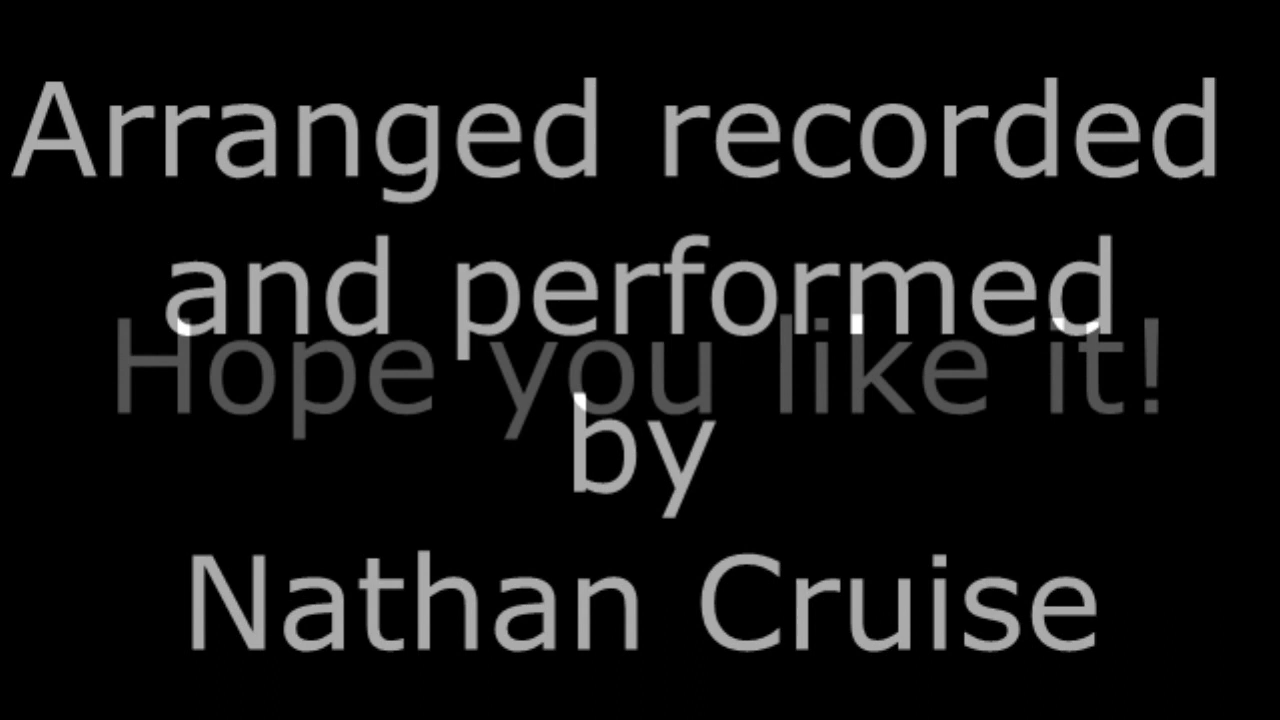 Arranged recorded
and performed
Hope you like it!
by
Nathan Cruise